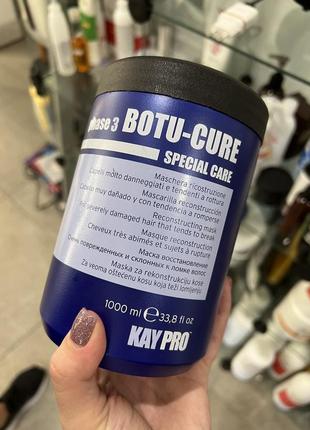 phase 3 BOTU-CURE
SPECIAL CARE
Maschera ricostruzione
Capelli molto danneggiati e tendenti a rottura
Mascarilla reconstrucción
Cabello muy dañado y con tendencia a romperse
Reconstructing mask
For severely damaged hair that tends to break
Masque reconstruction
Cheveux très abimés et sujets à rupture
Маска восстановление
Очень поврежденных и склонных к ломке волос
Maska za rekonstrukciju kose
Za veoma oštećenu kosu koja teži lomljenju
1000 ml ℮ 33,8 fl oz
KAYPRO